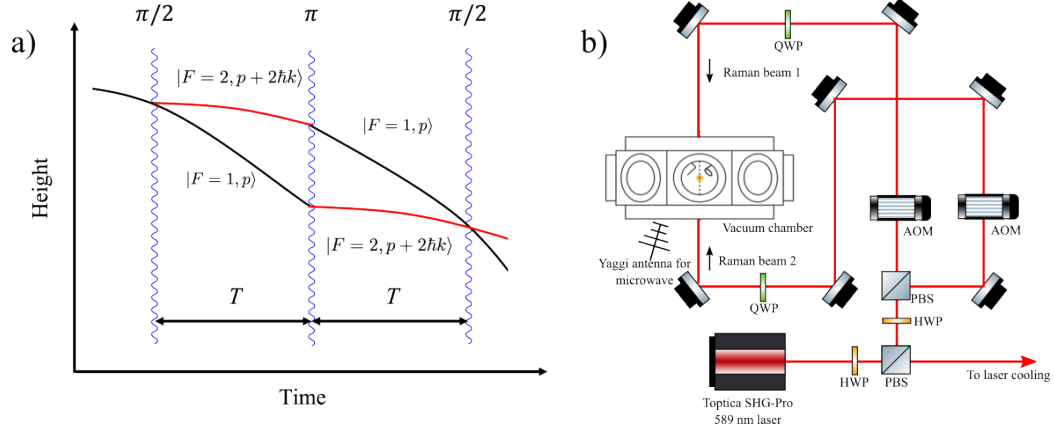 a)
π/2
π
π/2
|F = 2, p + 2ħk⟩
|F = 1, p⟩
|F = 1, p⟩
|F = 2, p + 2ħk⟩
T
T
Height
Time
b)
QWP
Raman beam 1
Vacuum chamber
AOM
AOM
Yaggi antenna for
microwave
Raman beam 2
QWP
PBS
HWP
HWP
PBS
To laser cooling
Toptica SHG-Pro
589 nm laser